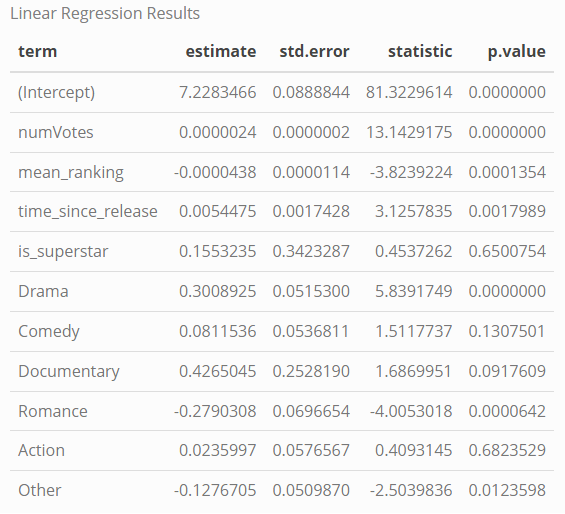 Linear Regression Results
term estimate std.error statistic p.value
(Intercept) 7.2283466 0.0888844 81.3229614 0.0000000
numVotes 0.0000024 0.0000002 13.1429175 0.0000000
mean_ranking -0.0000438 0.0000114 -3.8239224 0.0001354
time_since_release 0.0054475 0.0017428 3.1257835 0.0017989
is_superstar 0.1553235 0.3423287 0.4537262 0.6500754
Drama 0.3008925 0.0515300 5.8391749 0.0000000
Comedy 0.0811536 0.0536811 1.5117737 0.1307501
Documentary 0.4265045 0.2528190 1.6869951 0.0917609
Romance -0.2790308 0.0696654 -4.0053018 0.0000642
Action 0.0235997 0.0576567 0.4093145 0.6823529
Other -0.1276705 0.0509870 -2.5039836 0.0123598